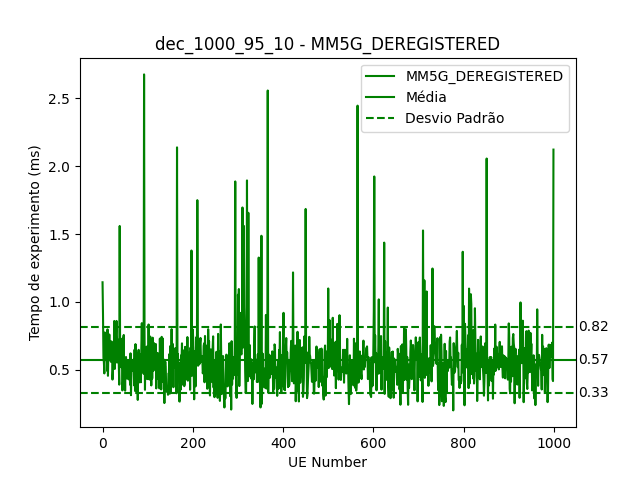 dec_1000_95_10 - MM5G_DEREGISTERED
MM5G_DEREGISTERED
Média
Desvio Padrão
Tempo de experimento (ms)
2.5
2.0
1.5
1.0
0.5
0.82
0.57
0.33
0
200
400
600
800
1000
UE Number